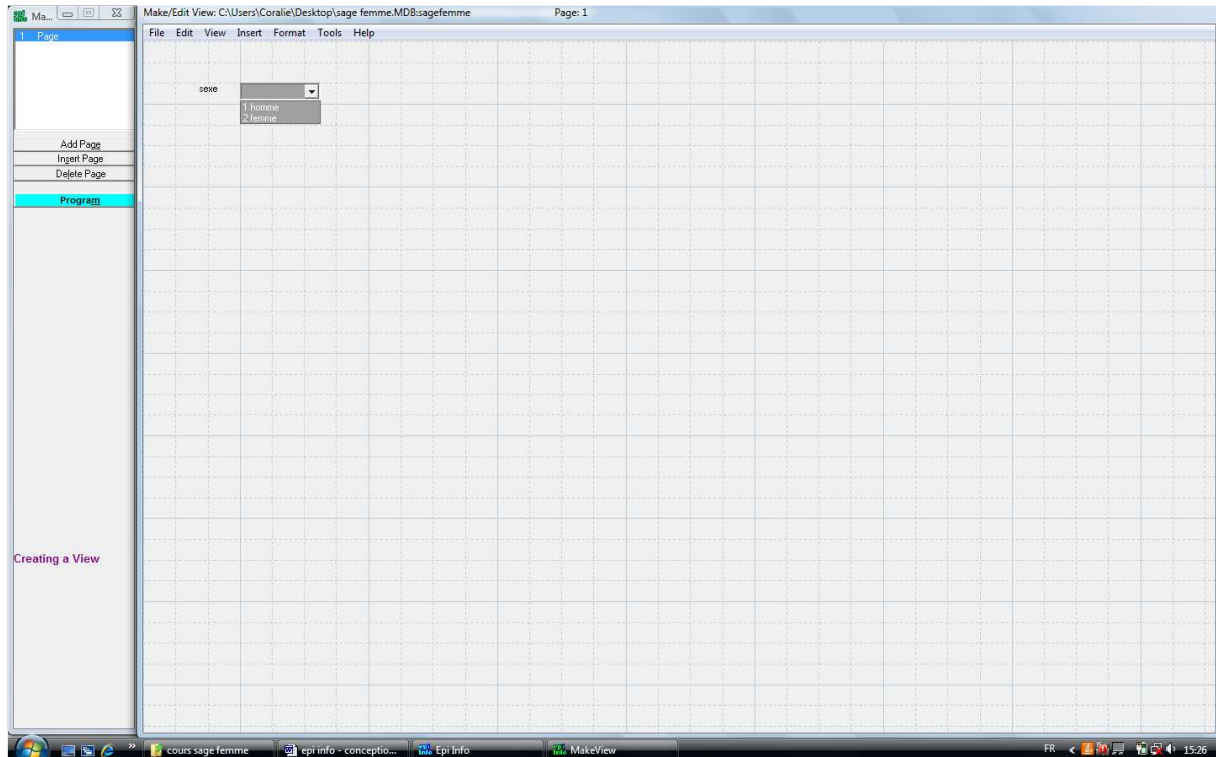 Ma...
Make/Edit View: C:\Users\Coralie\Desktop\sage femme.MDB:sagefemme Page: 1
1 Page
File Edit View Insert Format Tools Help
sexe
1 homme
2 femme
Add Page
Insert Page
Delete Page
Program
Creating a View
cours sage femme
epi info - conceptio...
Epi Info
MakeView
FR
15:26